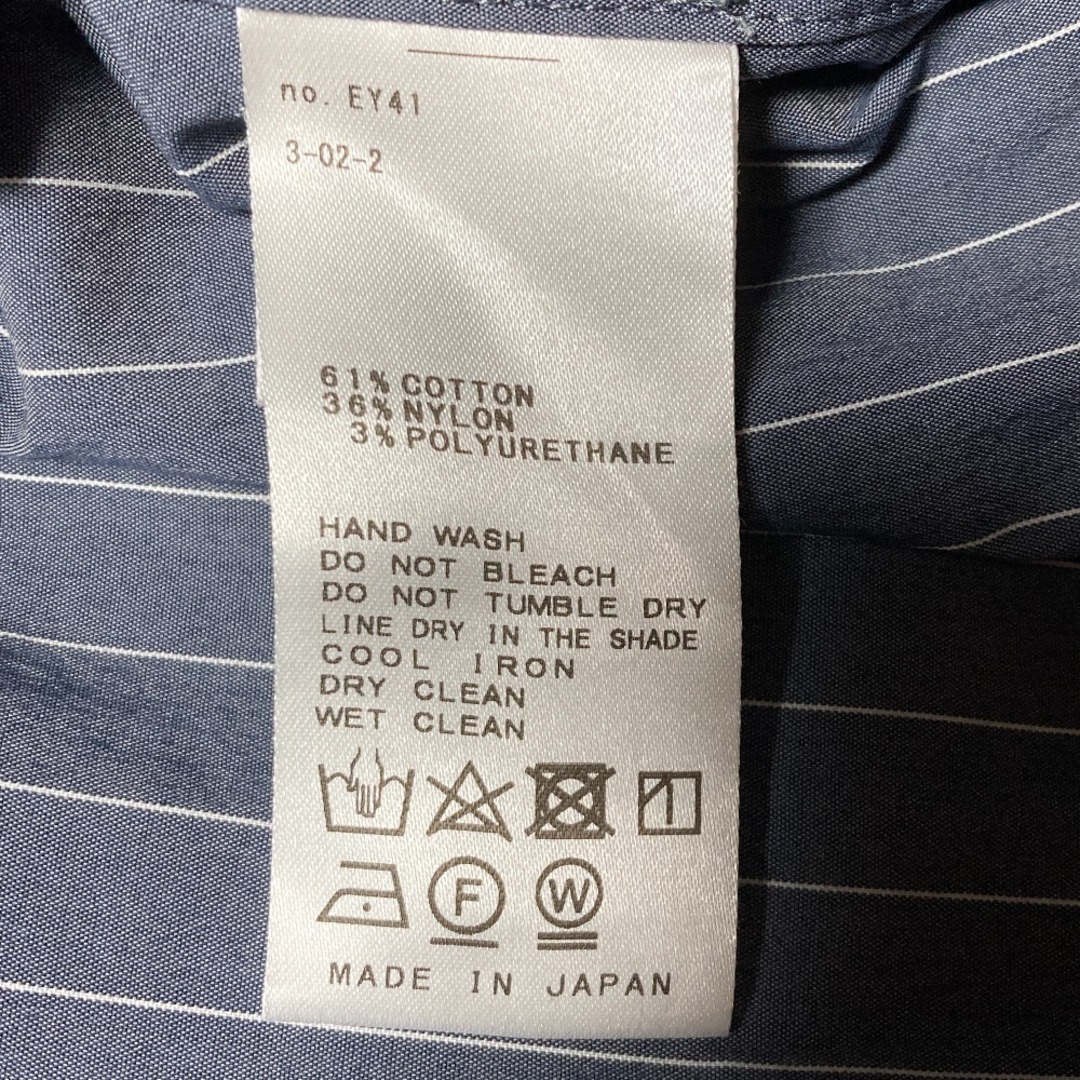 no. EY41
3-02-2
61% COTTON
36% NYLON
3% POLYURETHANE
HAND WASH
DO NOT BLEACH
DO NOT TUMBLE DRY
LINE DRY IN THE SHADE
COOL IRON
DRY CLEAN
WET CLEAN
F W
MADE IN JAPAN